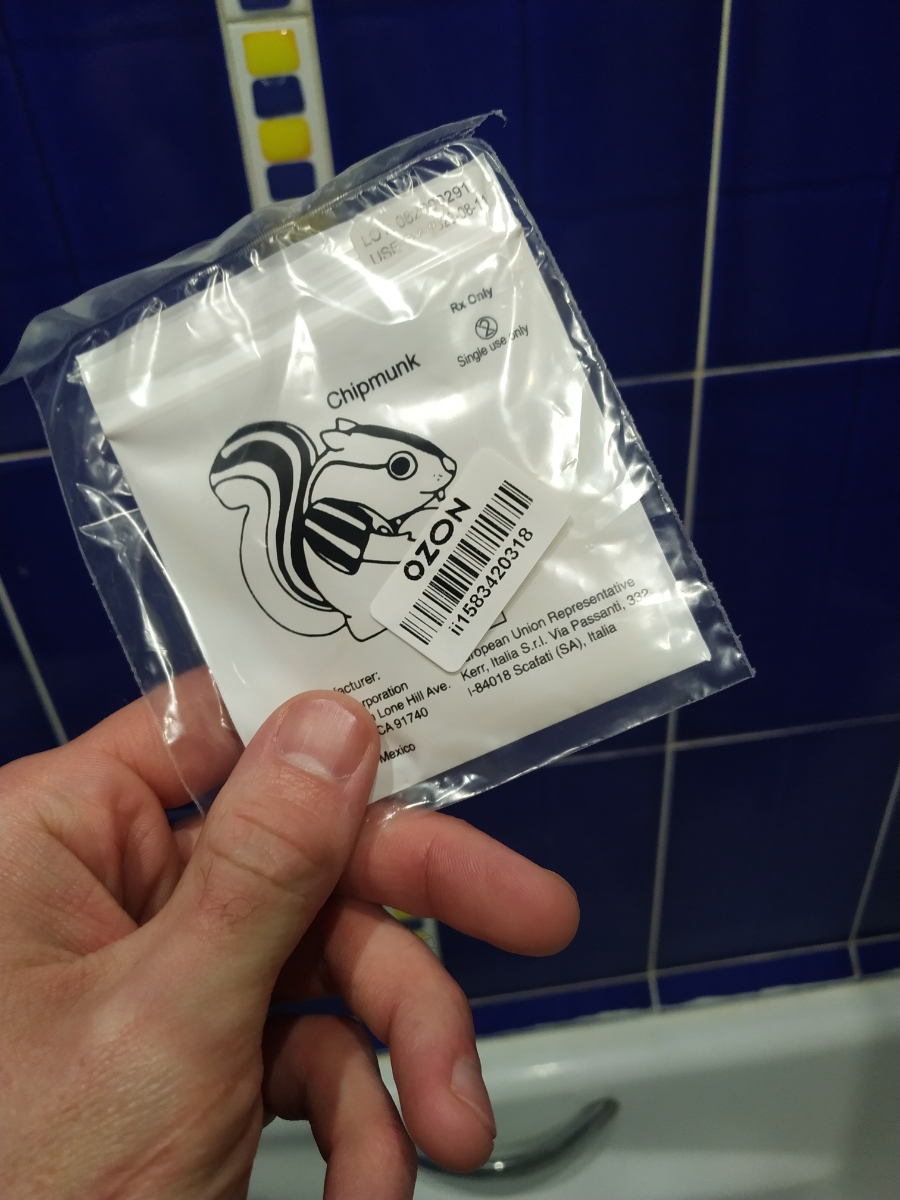 Rx Only
Single use only
Chipmunk
OZON
ii1583420318
European Union Representative
Kerr, Italia S.r.l. Via Passanti, 332
I-84018 Scafati (SA), Italia
Lone Hill Ave.
CA 91740
Mexico